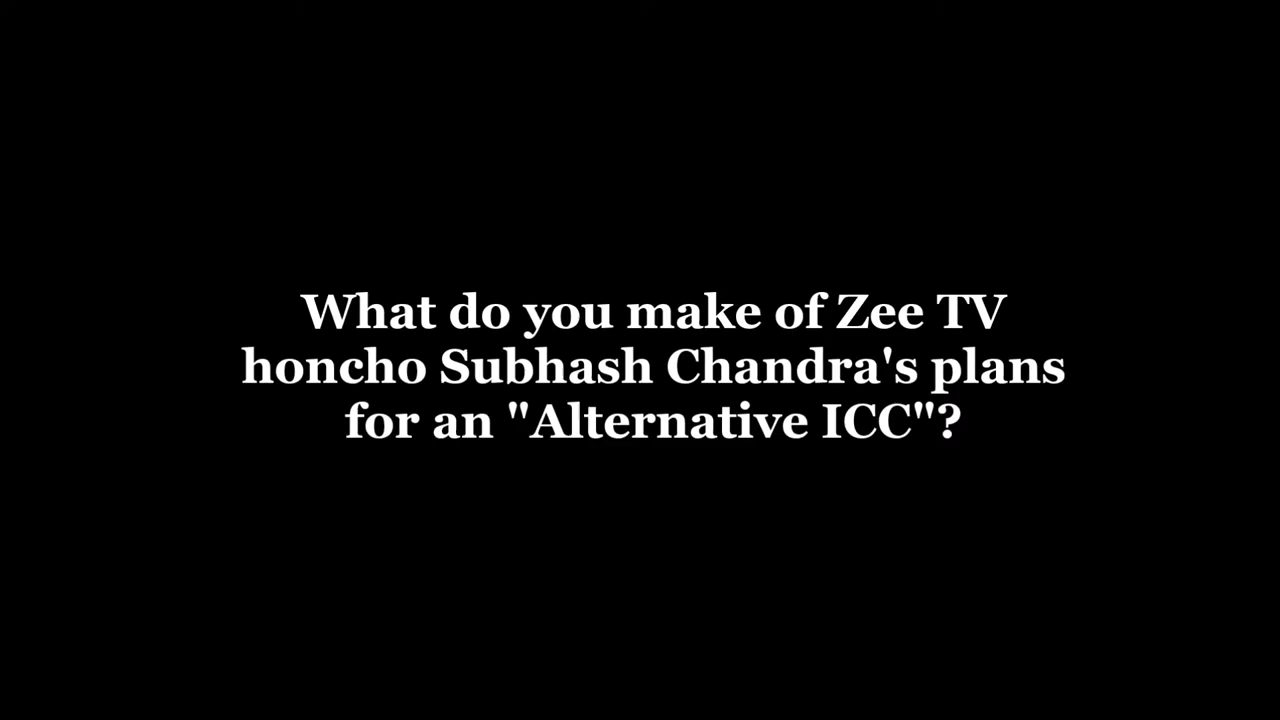 What do you make of Zee TV
honcho Subhash Chandra's plans
for an "Alternative ICC"?